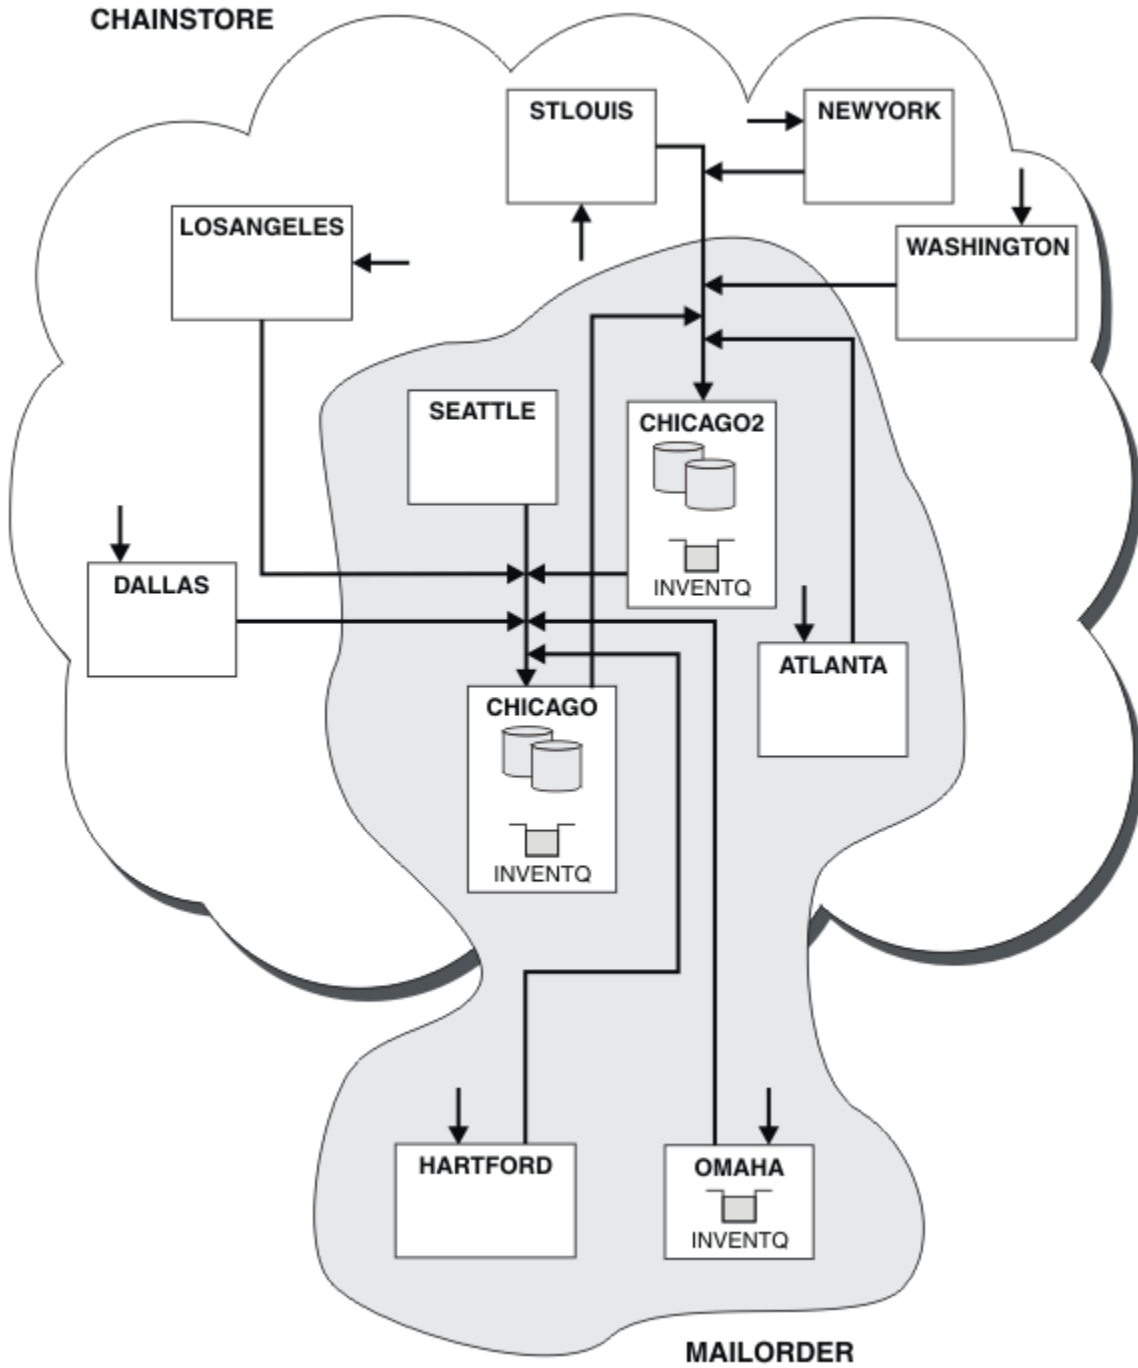 CHAINSTORE
STLOUIS
NEWYORK
LOSANGELES
WASHINGTON
SEATTLE
CHICAGO2
INVENTQ
DALLAS
ATLANTA
CHICAGO
INVENTQ
HARTFORD
OMAHA
INVENTQ
MAILORDER